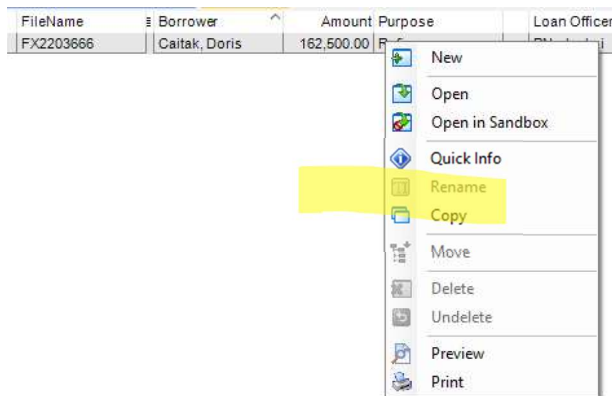 FileName Borrower Amount Purpose Loan Officer
FX2203666 Caitak, Doris 162,500.00
New
Open
Open in Sandbox
Quick Info
Rename
Copy
Move
Delete
Undelete
Preview
Print